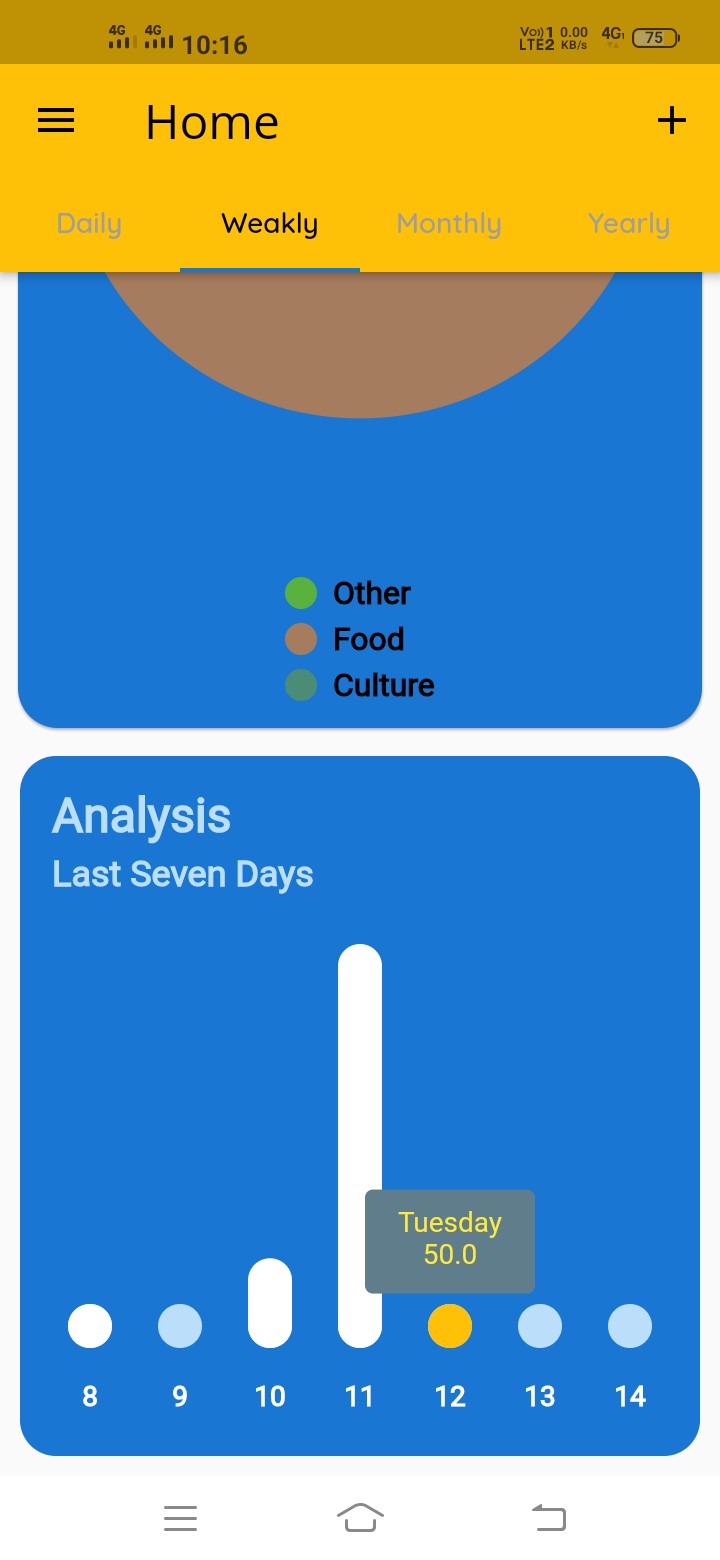 4G 4G 10:16 Vo))1 0.00 4G 75
LTE2 KB/s
Home
Daily Weakly Monthly Yearly
Other
Food
Culture
Analysis
Last Seven Days
Tuesday
50.0
8 9 10 11 12 13 14